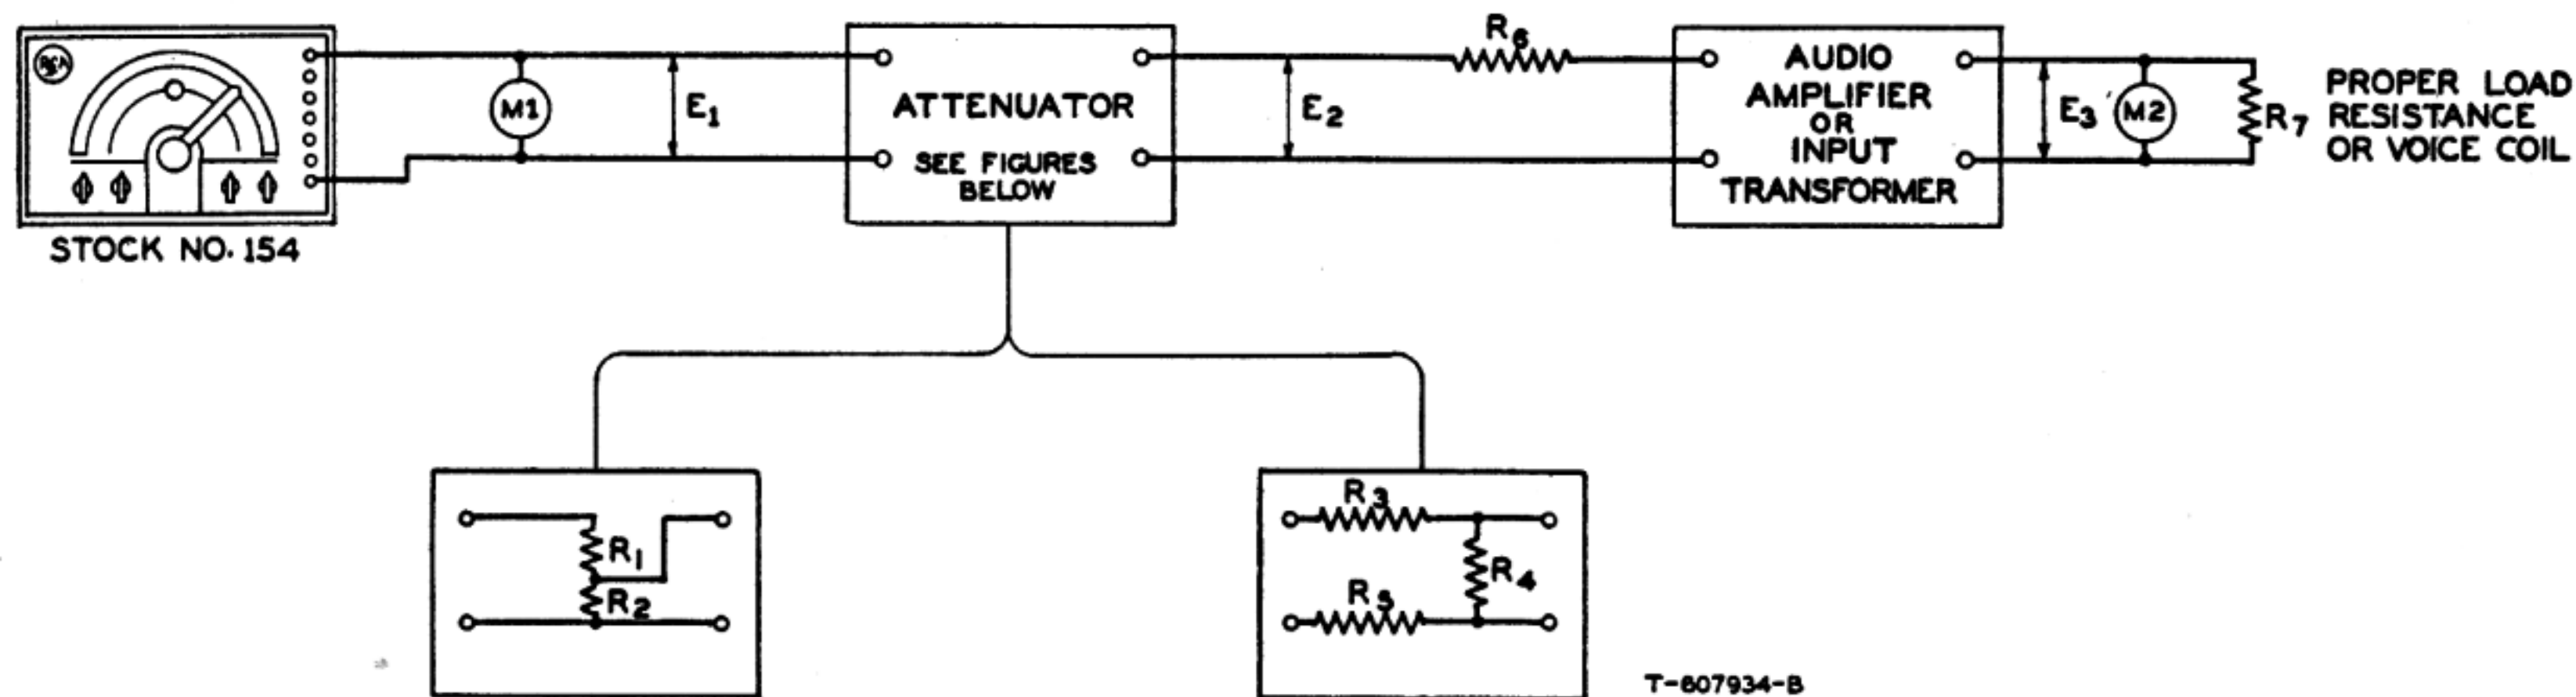 RCA
STOCK NO. 154
M1
E1
ATTENUATOR
SEE FIGURES
BELOW
E2
R6
AUDIO
AMPLIFIER
OR
INPUT
TRANSFORMER
E3
M2
R7
PROPER LOAD
RESISTANCE
OR VOICE COIL
R1
R2
R3
R4
R5
T-607934-B